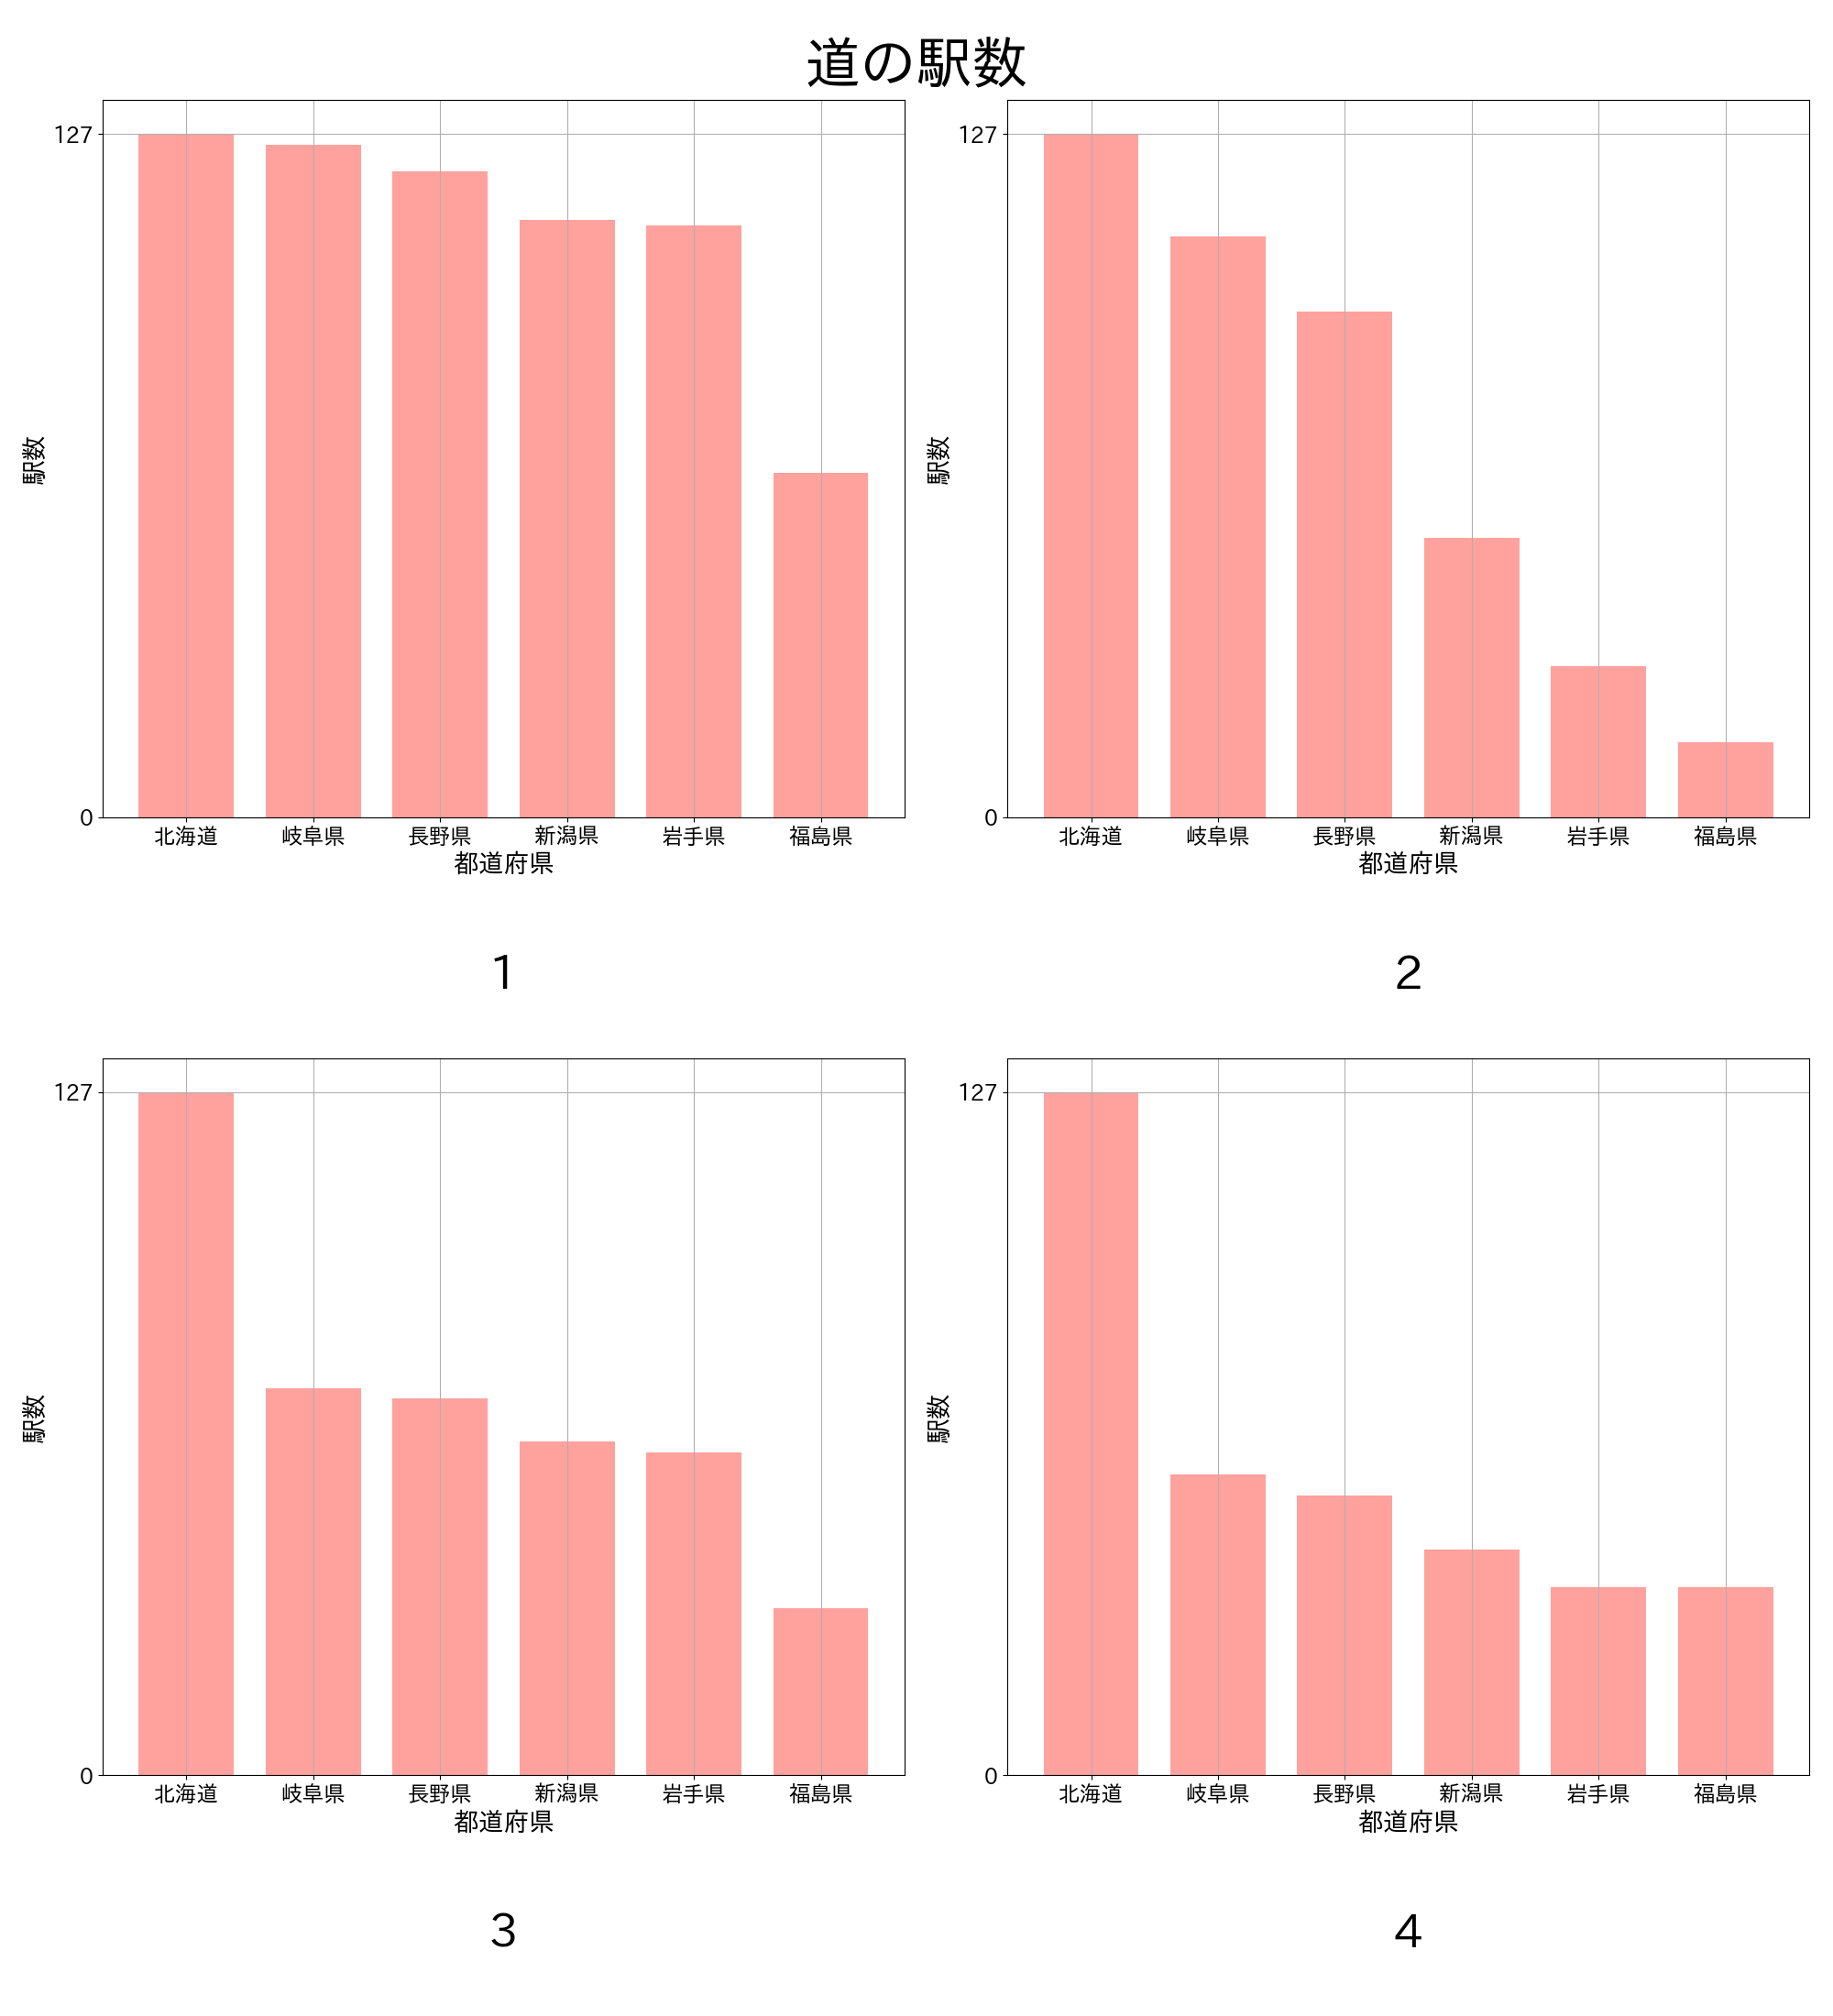 道の駅数
127
駅数
0
北海道 岐阜県 長野県 新潟県 岩手県 福島県
都道府県
1
127
駅数
0
北海道 岐阜県 長野県 新潟県 岩手県 福島県
都道府県
2
127
駅数
0
北海道 岐阜県 長野県 新潟県 岩手県 福島県
都道府県
3
127
駅数
0
北海道 岐阜県 長野県 新潟県 岩手県 福島県
都道府県
4